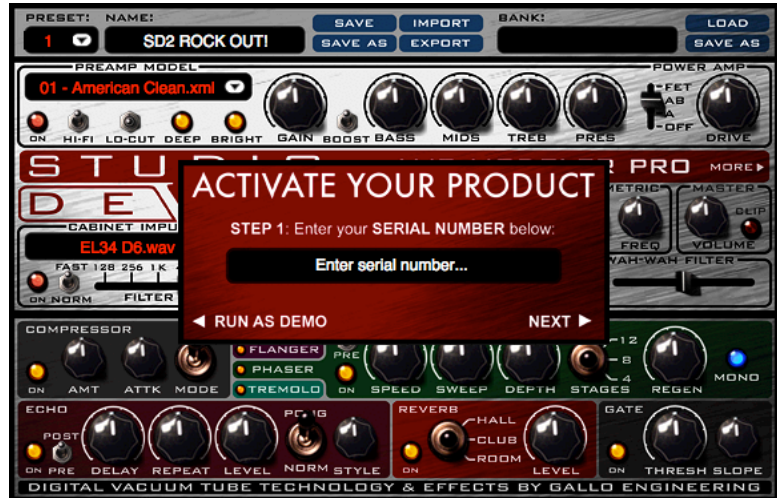 PRESET: NAME: SAVE IMPORT BANK: LOAD
1 SD2 ROCK OUT! SAVE AS EXPORT SAVE AS
PREAMP MODEL POWER AMP
01 - American Clean.xml
FET
AB
A
OFF
ON HI-FI LO-CUT DEEP BRIGHT GAIN BOOST BASS MIDS TREB PRES DRIVE
PRO MORE
ACTIVATE YOUR PRODUCT
STEP 1: Enter your SERIAL NUMBER below:
Enter serial number...
RUN AS DEMO NEXT
MASTER
CLIP
FREQ VOLUME
EL34 D6.wav
WAH-WAH FILTER
FAST 128 256 1K
ON NORM FILTER
COMPRESSOR
ON AMT ATTK MODE
FLANGER
PHASER
TREMOLO
PRE
ON SPEED SWEEP DEPTH STAGES REGEN MONO
12
8
4
ECHO
POST
PONG
ON PRE DELAY REPEAT LEVEL NORM STYLE
REVERB
HALL
CLUB
ROOM
ON LEVEL
GATE
ON THRESH SLOPE
DIGITAL VACUUM TUBE TECHNOLOGY & EFFECTS BY GALLO ENGINEERING